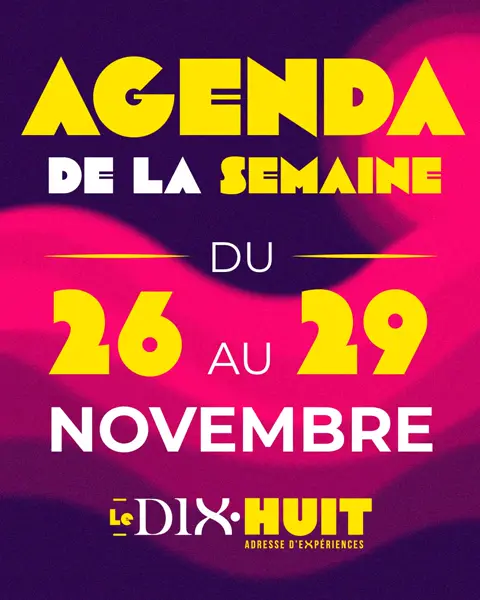 AGENDA
DE LA SEMAINE
DU
26 AU 29
NOVEMBRE
Le DIX·HUIT
ADRESSE D'EXPÉRIENCES